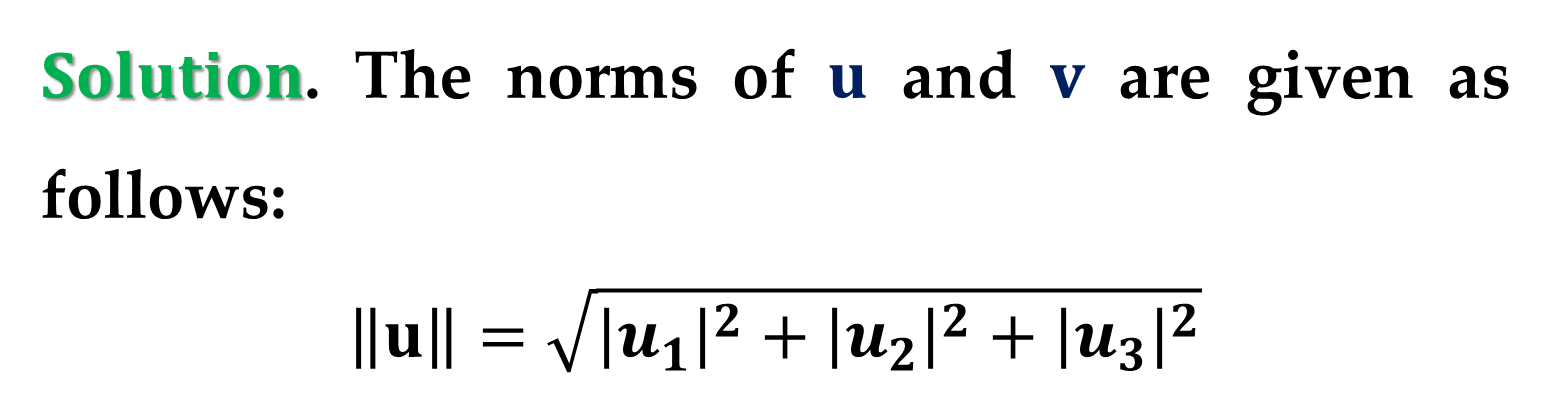 Solution. The norms of u and v are given as
follows:
‖u‖ = √|u₁|² + |u₂|² + |u₃|²